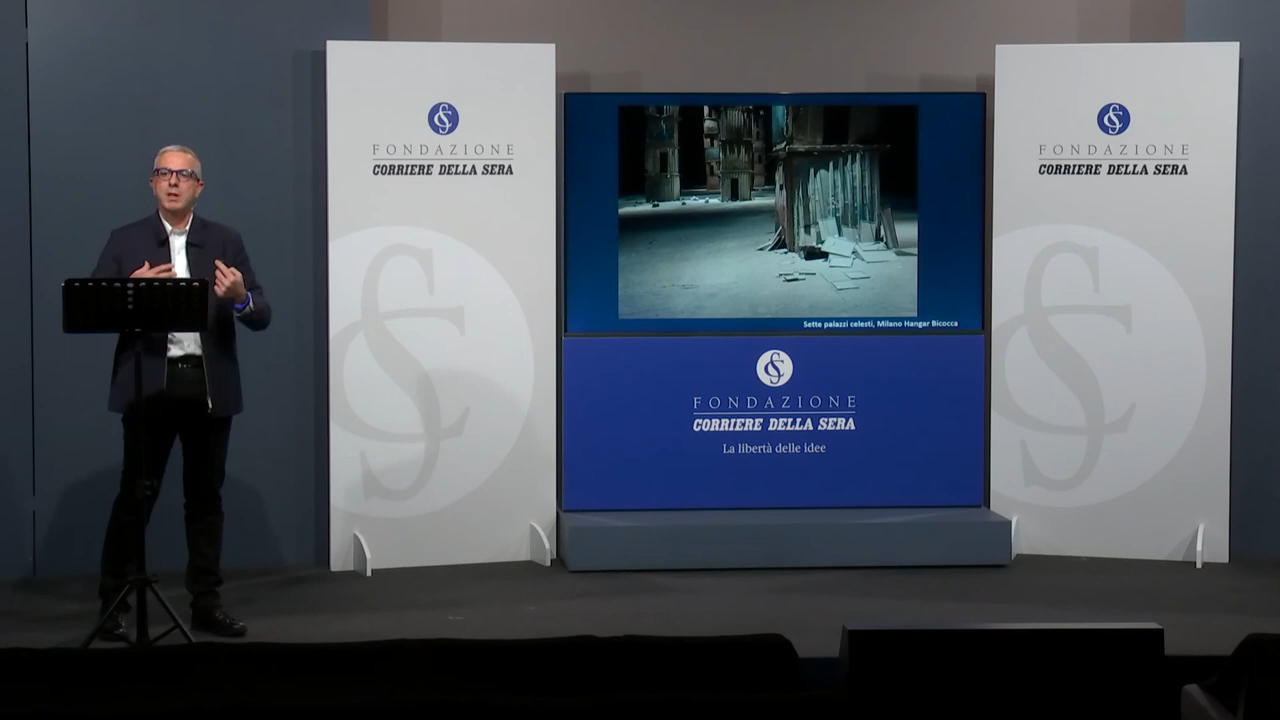 FONDAZIONE
CORRIERE DELLA SERA
Sette palazzi celesti, Milano Hangar Bicocca
FONDAZIONE
CORRIERE DELLA SERA
La libertà delle idee
FONDAZIONE
CORRIERE DELLA SERA